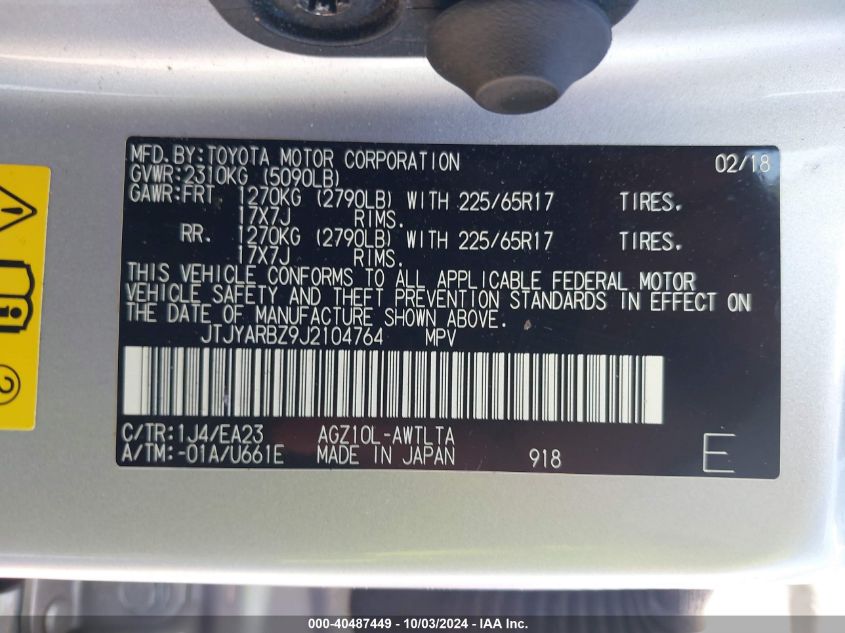 MFD.BY:TOYOTA MOTOR CORPORATION 02/18
GVWR:2310KG (5090LB)
GAWR:FRT. 1270KG (2790LB) WITH 225/65R17 TIRES.
17X7J RIMS.
RR. 1270KG (2790LB) WITH 225/65R17 TIRES.
17X7J RIMS.
THIS VEHICLE CONFORMS TO ALL APPLICABLE FEDERAL MOTOR
VEHICLE SAFETY AND THEFT PREVENTION STANDARDS IN EFFECT ON
THE DATE OF MANUFACTURE SHOWN ABOVE.
JTJYARBZ9J2104764 MPV
C/TR:1J4/EA23 AGZ10L-AWTLTA
A/TM:-01A/U661E MADE IN JAPAN 918 E
2
000-40487449 - 10/03/2024 - IAA Inc.